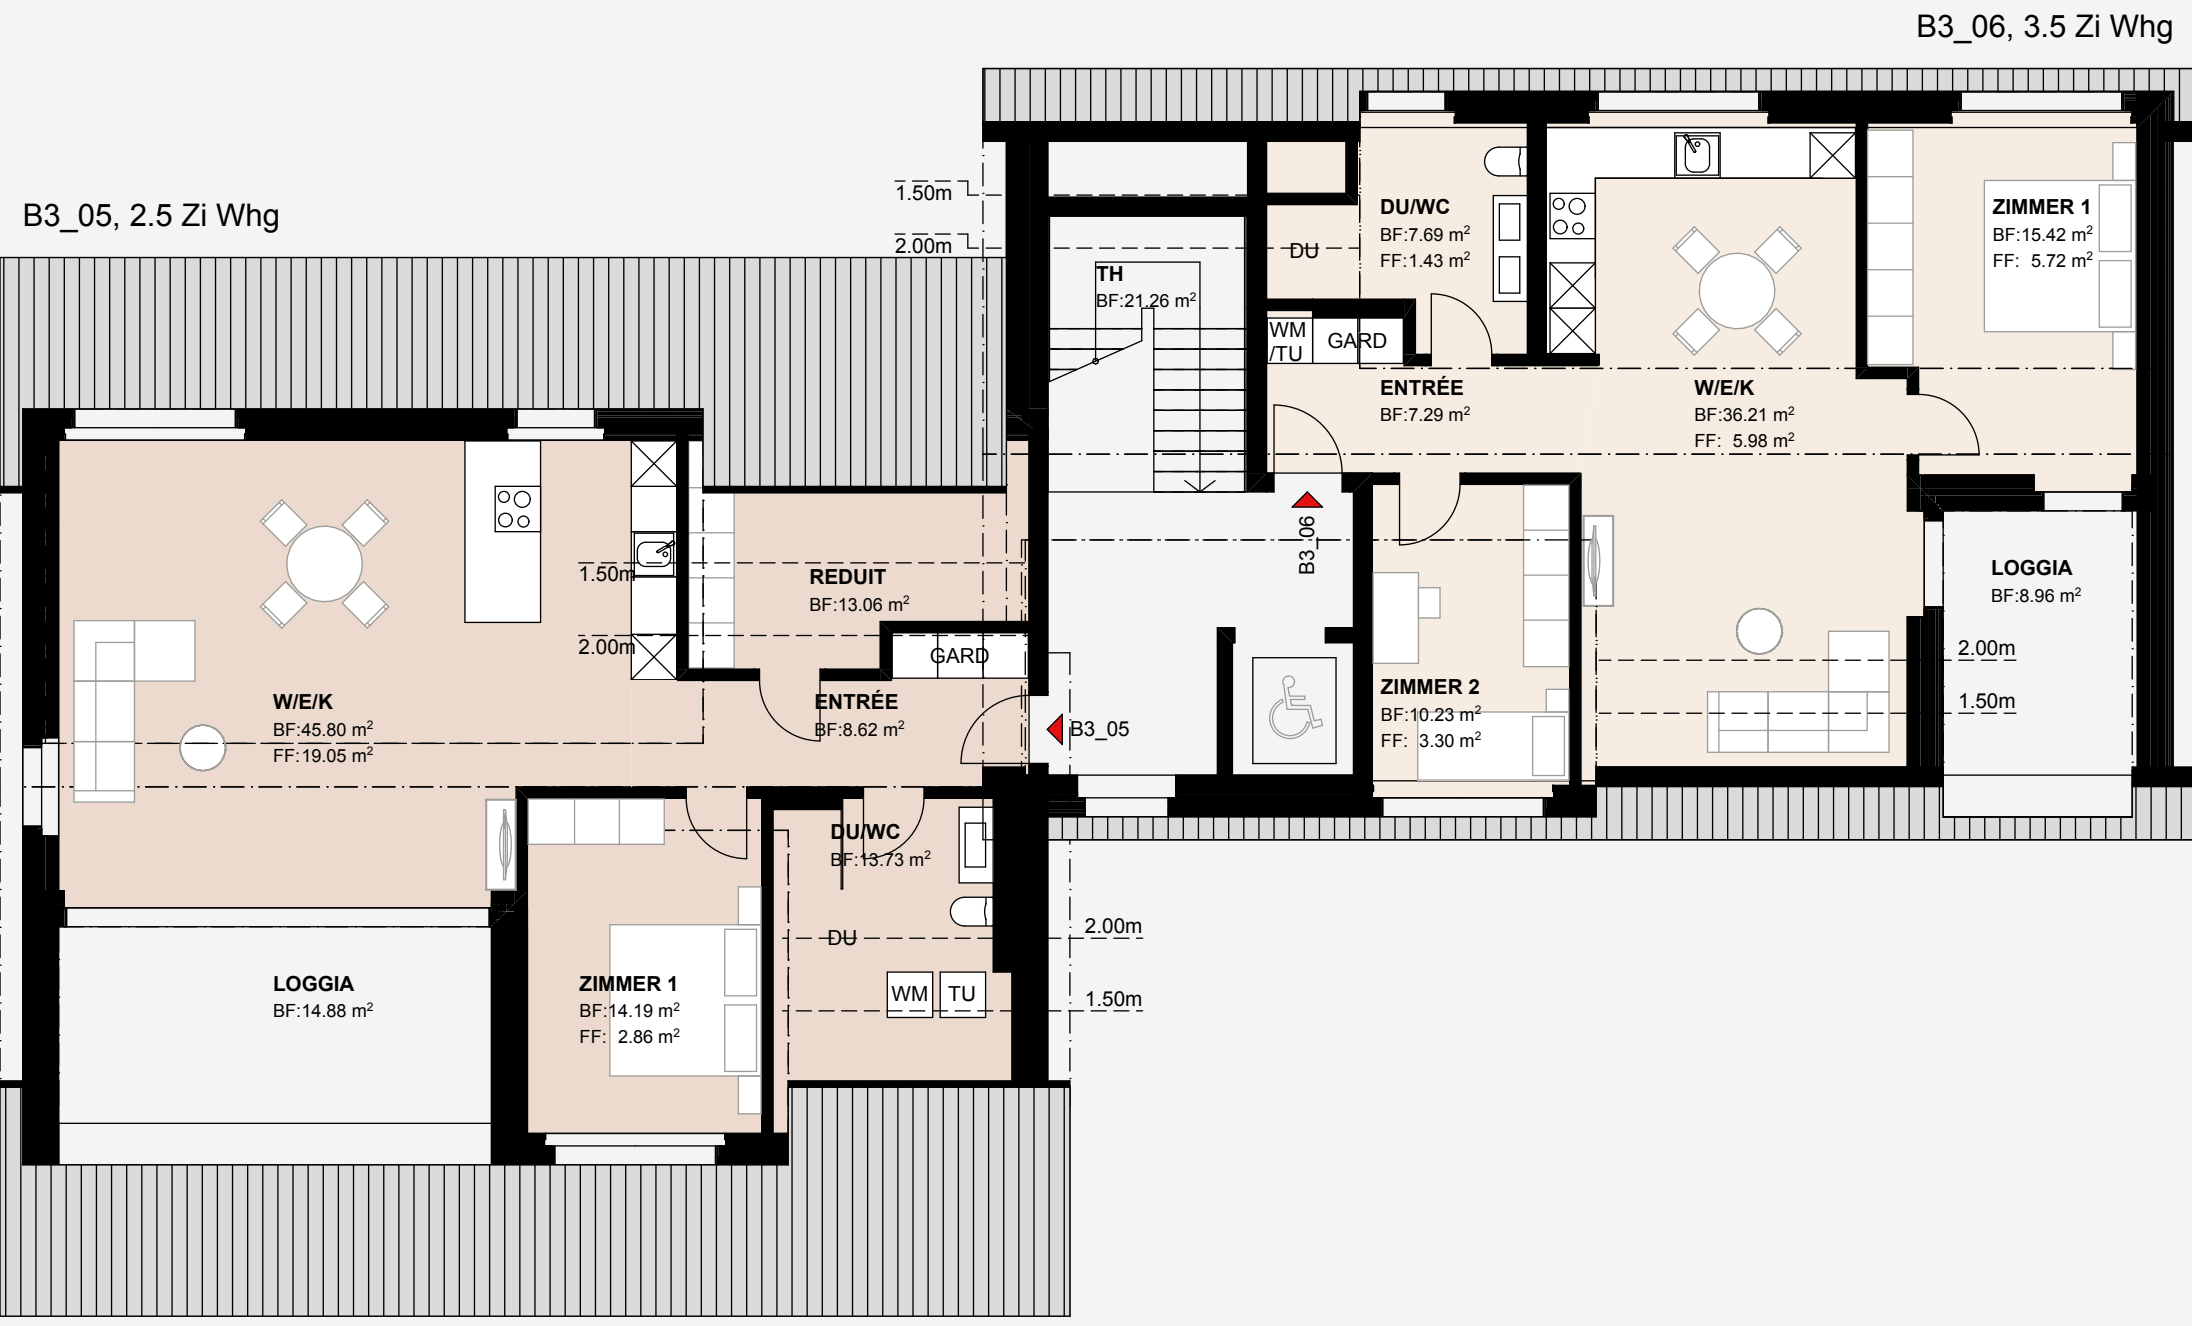 B3_06, 3.5 Zi Whg
B3_05, 2.5 Zi Whg
1.50m
2.00m
TH
BF:21.26 m²
DU
DU/WC
BF:7.69 m²
FF:1.43 m²
ZIMMER 1
BF:15.42 m²
FF: 5.72 m²
WM
/TU
GARD
ENTRÉE
BF:7.29 m²
W/E/K
BF:36.21 m²
FF: 5.98 m²
B3_06
LOGGIA
BF:8.96 m²
2.00m
1.50m
ZIMMER 2
BF:10.23 m²
FF: 3.30 m²
1.50m
2.00m
REDUIT
BF:13.06 m²
GARD
W/E/K
BF:45.80 m²
FF:19.05 m²
ENTRÉE
BF:8.62 m²
B3_05
DU/WC
BF:13.73 m²
DU
WM
TU
2.00m
1.50m
LOGGIA
BF:14.88 m²
ZIMMER 1
BF:14.19 m²
FF: 2.86 m²